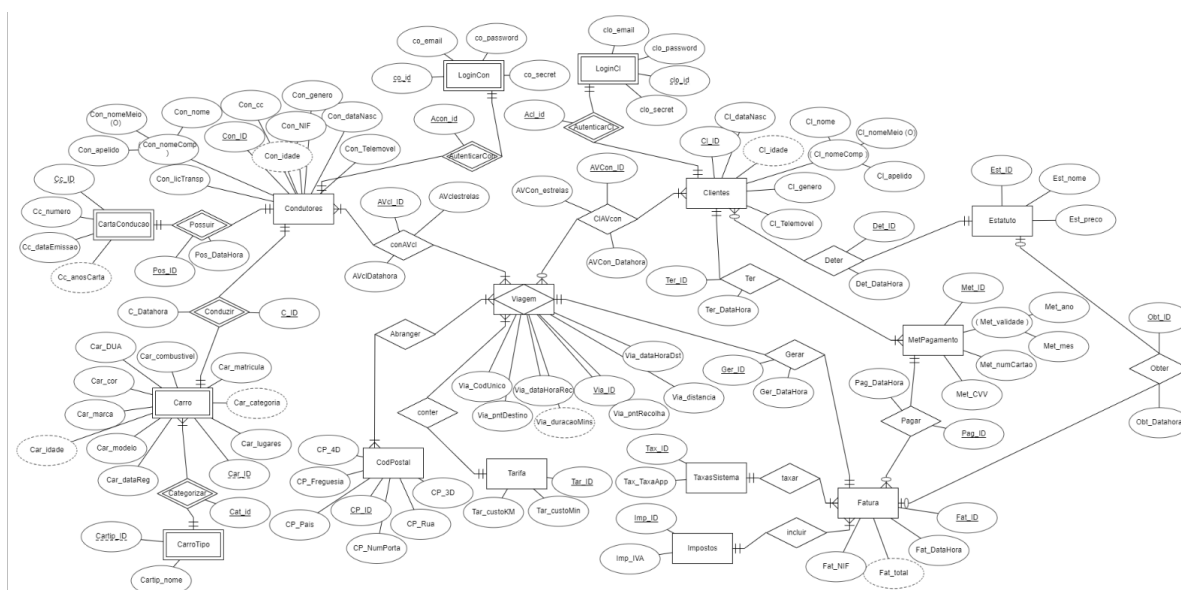 clo_email
co_email
co_password
clo_password
LoginCl
LoginCon
co_id
co_secret
clo_id
clo_secret
Con_genero
Con_cc
Con_nome
Con_nomeMeio (O)
Con_NIF
Con_dataNasc
Con_ID
Acon_id
Acl_id
AutenticarCl
Cl_dataNasc
Cl_nome
Cl_nomeMeio (O)
Cl_ID
Cl_idade
( Con_nomeComp )
Con_apelido
Con_idade
Con_Telemovel
AutenticarCon
Cl_nomeComp
Cl_apelido
Con_licTransp
Cc_ID
AVCon_ID
Est_ID
Est_nome
AVCon_estrelas
Clientes
Cl_genero
Condutores
AVcl_ID
AVclestrelas
Cc_numero
CartaConducao
Possuir
ClAVcon
Cl_Telemovel
Estatuto
Est_preco
Det_ID
Cc_dataEmissao
Pos_DataHora
conAVcl
AVCon_Datahora
Deter
Cc_anosCarta
Pos_ID
AVclDatahora
Ter_ID
Ter
Det_DataHora
Ter_DataHora
Viagem
Met_ID
Met_ano
C_Datahora
Conduzir
C_ID
Abranger
( Met_validade )
Obt_ID
MetPagamento
Met_mes
Car_DUA
Car_combustivel
Car_matricula
Via_dataHoraDst
Gerar
Ger_ID
Met_numCartao
Obter
Car_cor
Carro
Car_categoria
Via_CodUnico
Via_dataHoraRec
Via_ID
Via_distancia
Ger_DataHora
Pag_DataHora
Met_CVV
Car_marca
conter
Via_pntDestino
Via_pntRecolha
Via_duracaoMins
Pagar
Obt_Datahora
Car_idade
Car_modelo
Car_lugares
Pag_ID
CP_4D
Car_dataReg
Car_ID
CodPostal
Tax_ID
CP_Freguesia
CP_3D
Tarifa
Tar_ID
Tax_TaxaApp
TaxasSistema
taxar
Categorizar
Cat_id
CP_Pais
CP_ID
CP_Rua
Tar_custoKM
Tar_custoMin
Fatura
Fat_ID
Imp_ID
CP_NumPorta
Cartip_ID
CarroTipo
Imp_IVA
Impostos
incluir
Fat_DataHora
Fat_NIF
Fat_total
Cartip_nome